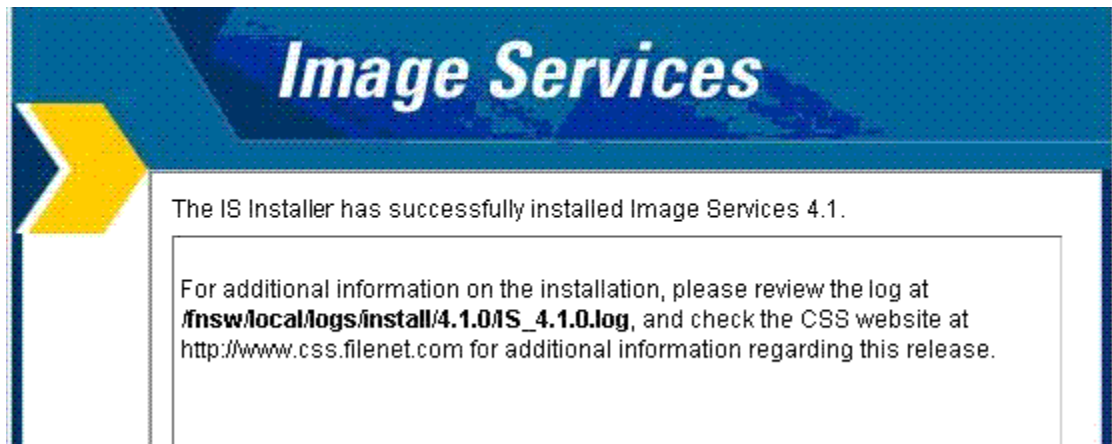 Image Services
The IS Installer has successfully installed Image Services 4.1.
For additional information on the installation, please review the log at
/fnsw/local/logs/install/4.1.0/IS_4.1.0.log, and check the CSS website at
http://www.css.filenet.com for additional information regarding this release.